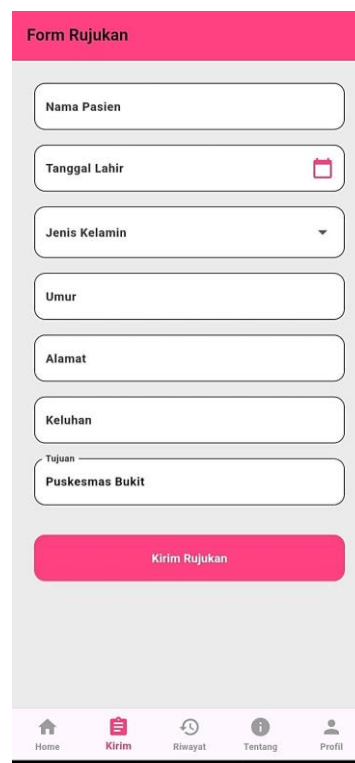 Form Rujukan
Nama Pasien
Tanggal Lahir
Jenis Kelamin
Umur
Alamat
Keluhan
Tujuan
Puskesmas Bukit
Kirim Rujukan
Home Kirim Riwayat Tentang Profil